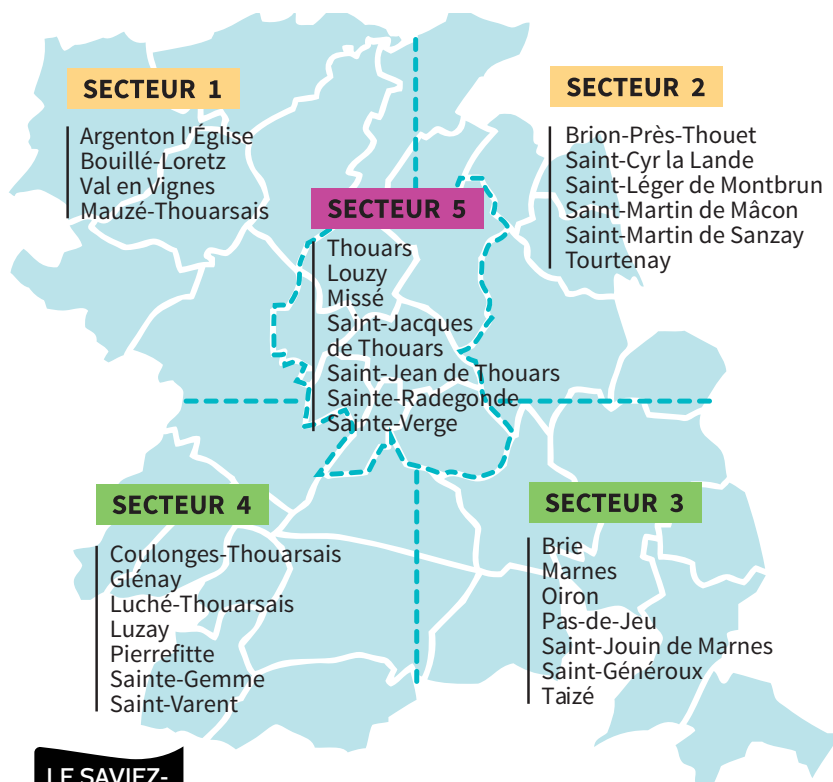 SECTEUR 1
Argenton l'Église
Bouillé-Loretz
Val en Vignes
Mauzé-Thouarsais
SECTEUR 2
Brion-Près-Thouet
Saint-Cyr la Lande
Saint-Léger de Montbrun
Saint-Martin de Mâcon
Saint-Martin de Sanzay
Tourtenay
SECTEUR 5
Thouars
Louzy
Missé
Saint-Jacques
de Thouars
Saint-Jean de Thouars
Sainte-Radegonde
Sainte-Verge
SECTEUR 4
Coulonges-Thouarsais
Glénay
Luché-Thouarsais
Luzay
Pierrefitte
Sainte-Gemme
Saint-Varent
SECTEUR 3
Brie
Marnes
Oiron
Pas-de-Jeu
Saint-Jouin de Marnes
Saint-Généroux
Taizé
LE SAVIEZ-